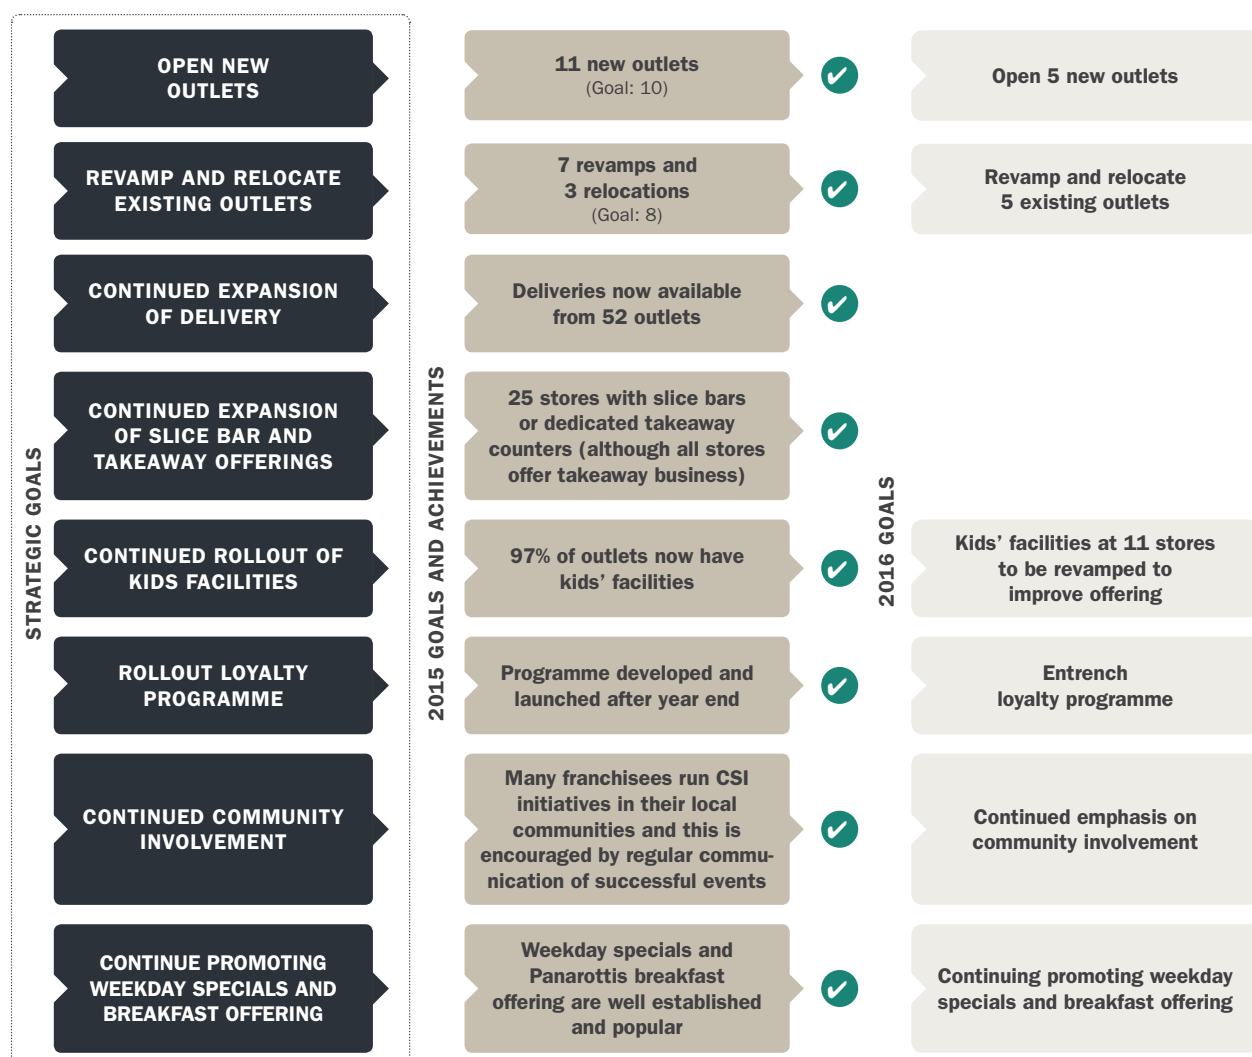 STRATEGIC GOALS
2015 GOALS AND ACHIEVEMENTS
2016 GOALS
OPEN NEW
OUTLETS
11 new outlets
(Goal: 10)
Open 5 new outlets
REVAMP AND RELOCATE
EXISTING OUTLETS
7 revamps and
3 relocations
(Goal: 8)
Revamp and relocate
5 existing outlets
CONTINUED EXPANSION
OF DELIVERY
Deliveries now available
from 52 outlets
CONTINUED EXPANSION
OF SLICE BAR AND
TAKEAWAY OFFERINGS
25 stores with slice bars
or dedicated takeaway
counters (although all stores
offer takeaway business)
CONTINUED ROLLOUT OF
KIDS FACILITIES
97% of outlets now have
kids’ facilities
Kids’ facilities at 11 stores
to be revamped to
improve offering
ROLLOUT LOYALTY
PROGRAMME
Programme developed and
launched after year end
Entrench
loyalty programme
CONTINUED COMMUNITY
INVOLVEMENT
Many franchisees run CSI
initiatives in their local
communities and this is
encouraged by regular commu-
nication of successful events
Continued emphasis on
community involvement
CONTINUE PROMOTING
WEEKDAY SPECIALS AND
BREAKFAST OFFERING
Weekday specials and
Panarottis breakfast
offering are well established
and popular
Continuing promoting weekday
specials and breakfast offering